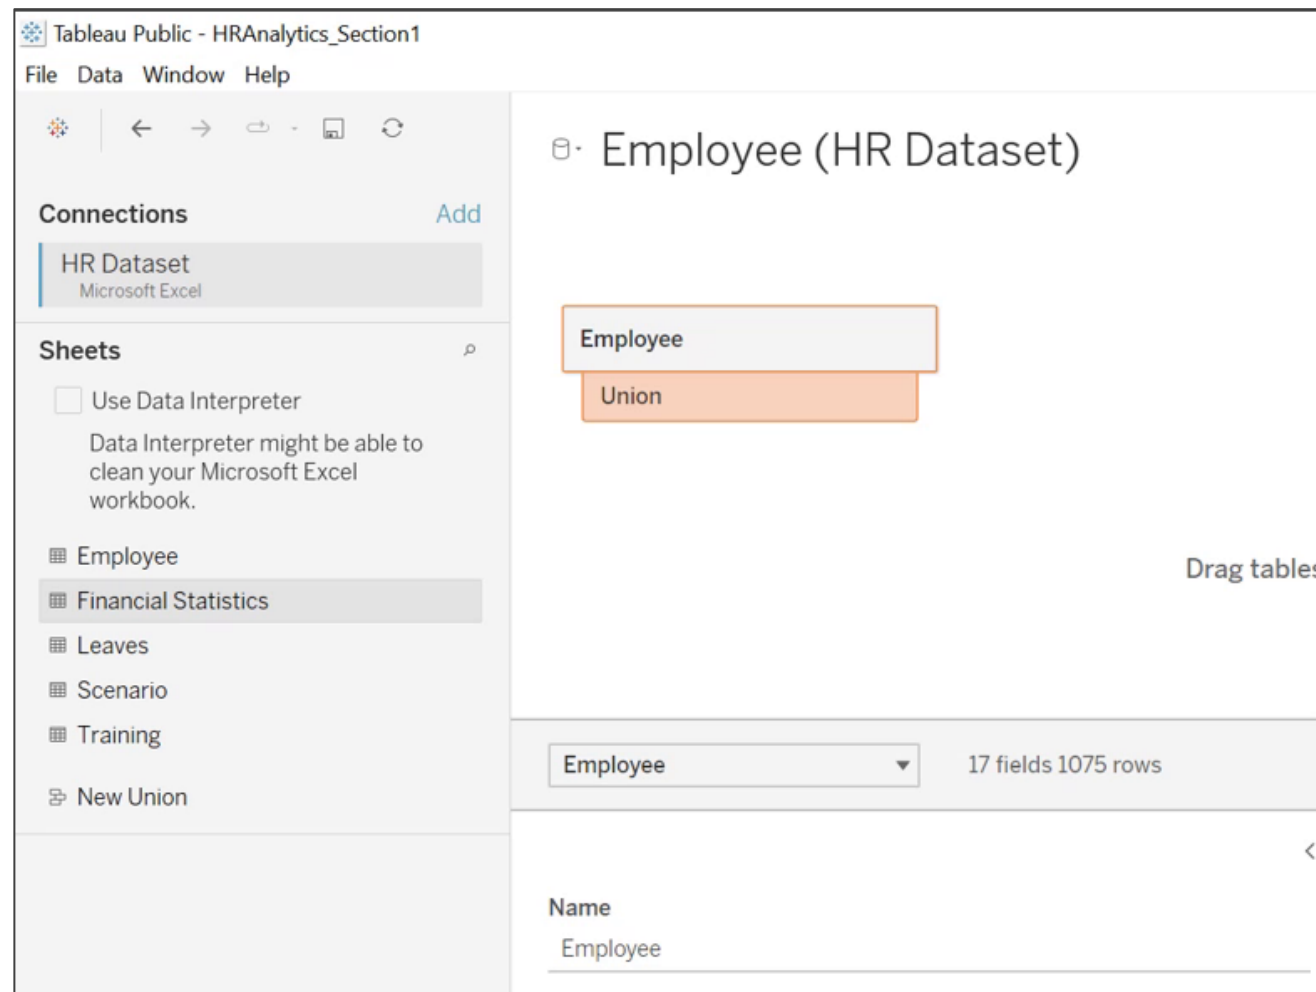 Tableau Public - HRAnalytics_Section1
File Data Window Help
Employee (HR Dataset)
Connections Add
HR Dataset
Microsoft Excel
Sheets
Use Data Interpreter
Data Interpreter might be able to
clean your Microsoft Excel
workbook.
Employee
Financial Statistics
Leaves
Scenario
Training
New Union
Employee
Union
Drag tables
Employee 17 fields 1075 rows
Name
Employee